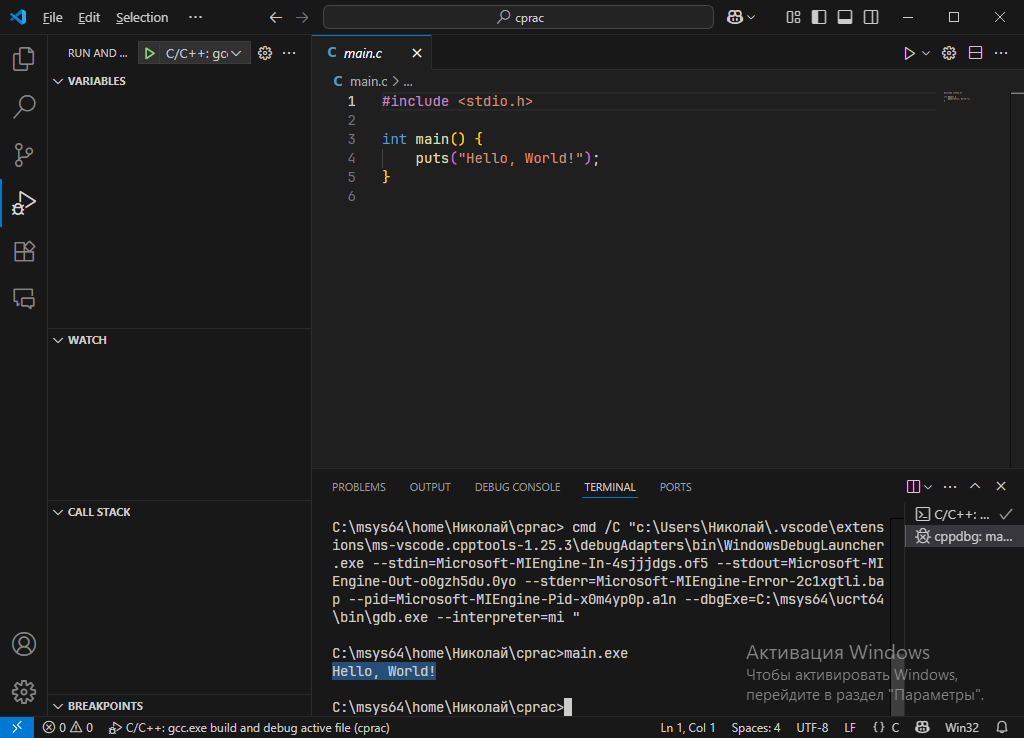 File Edit Selection ··· cprac
RUN AND ... C/C++: gc
VARIABLES
WATCH
CALL STACK
BREAKPOINTS
main.c
main.c > ...
1 #include <stdio.h>
2
3 int main() {
4 puts("Hello, World!");
5 }
6
PROBLEMS OUTPUT DEBUG CONSOLE TERMINAL PORTS
C:\msys64\home\Николай\cprac> cmd /C "c:\Users\Николай\.vscode\extens
ions\ms-vscode.cpptools-1.25.3\debugAdapters\bin\WindowsDebugLauncher
.exe --stdin=Microsoft-MIEngine-In-4sjjjdgs.of5 --stdout=Microsoft-MI
Engine-Out-o0gzh5du.0yo --stderr=Microsoft-MIEngine-Error-2c1xgtli.ba
p --pid=Microsoft-MIEngine-Pid-x0m4yp0p.a1n --dbgExe=C:\msys64\ucrt64
\bin\gdb.exe --interpreter=mi "
C:\msys64\home\Николай\cprac>main.exe
Hello, World!
C:\msys64\home\Николай\cprac>
C/C++: ...
cppdbg: ma...
Активация Windows
Чтобы активировать Windows,
перейдите в раздел "Параметры".
0 0 C/C++: gcc.exe build and debug active file (cprac) Ln 1, Col 1 Spaces: 4 UTF-8 LF {} C Win32